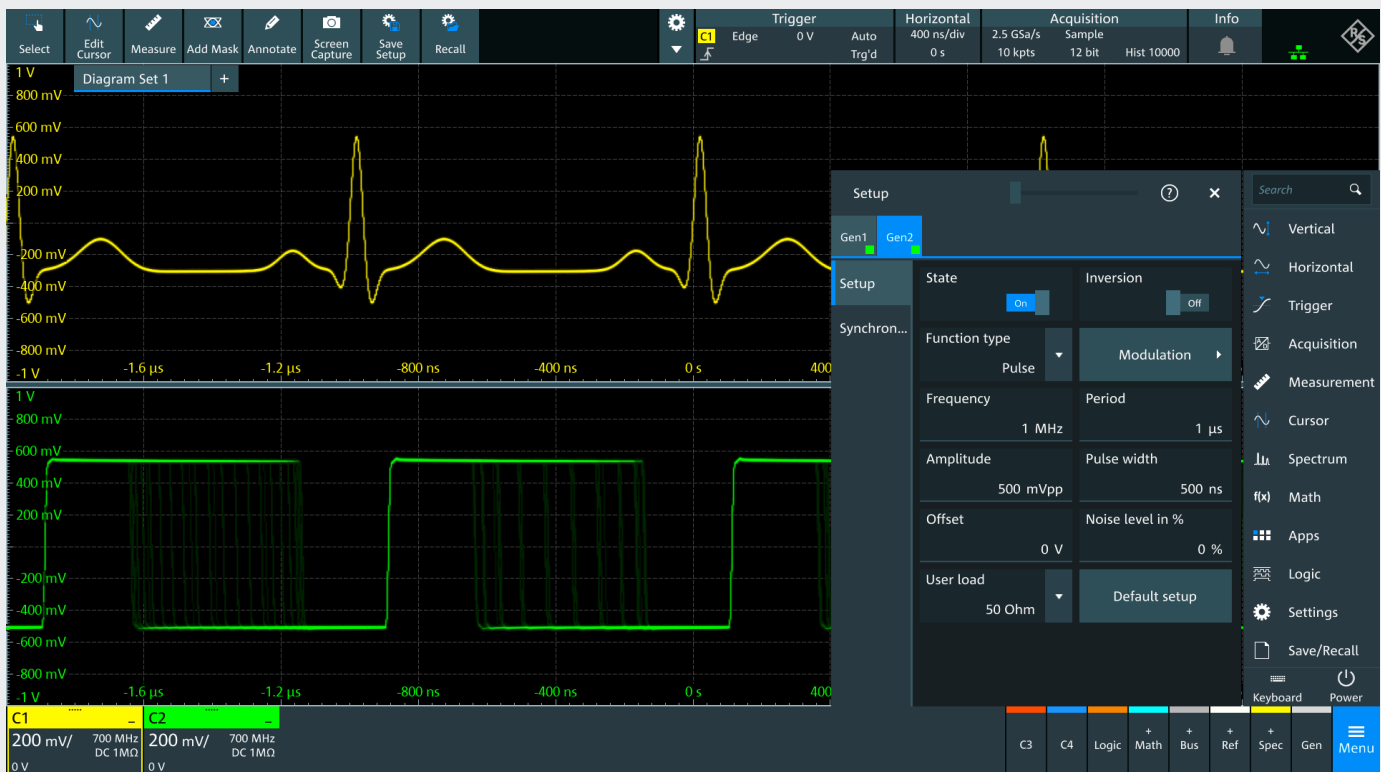 Select
Edit Cursor
Measure
Add Mask
Annotate
Screen Capture
Save Setup
Recall
Trigger
C1 Edge 0 V Auto
Trg'd
Horizontal
400 ns/div
0 s
Acquisition
2.5 GSa/s Sample
10 kpts 12 bit Hist 10000
Info
R&S
1 V
Diagram Set 1 +
800 mV
600 mV
400 mV
200 mV
-200 mV
-400 mV
-600 mV
-800 mV
-1 V
-1.6 µs -1.2 µs -800 ns -400 ns 0 s 400
1 V
800 mV
600 mV
400 mV
200 mV
-200 mV
-400 mV
-600 mV
-800 mV
-1 V
-1.6 µs -1.2 µs -800 ns -400 ns 0 s 400
Setup ?
Gen1 Gen2
Setup
Synchron...
State
On
Inversion
Off
Function type
Pulse
Modulation
Frequency
1 MHz
Period
1 µs
Amplitude
500 mVpp
Pulse width
500 ns
Offset
0 V
Noise level in %
0 %
User load
50 Ohm
Default setup
Search
Vertical
Horizontal
Trigger
Acquisition
Measurement
Cursor
Spectrum
f(x) Math
Apps
Logic
Settings
Save/Recall
Keyboard Power
C1
200 mV/ 700 MHz
DC 1MΩ
0 V
C2
200 mV/ 700 MHz
DC 1MΩ
0 V
C3
C4
Logic
+ Math
+ Bus
+ Ref
+ Spec
Gen
Menu